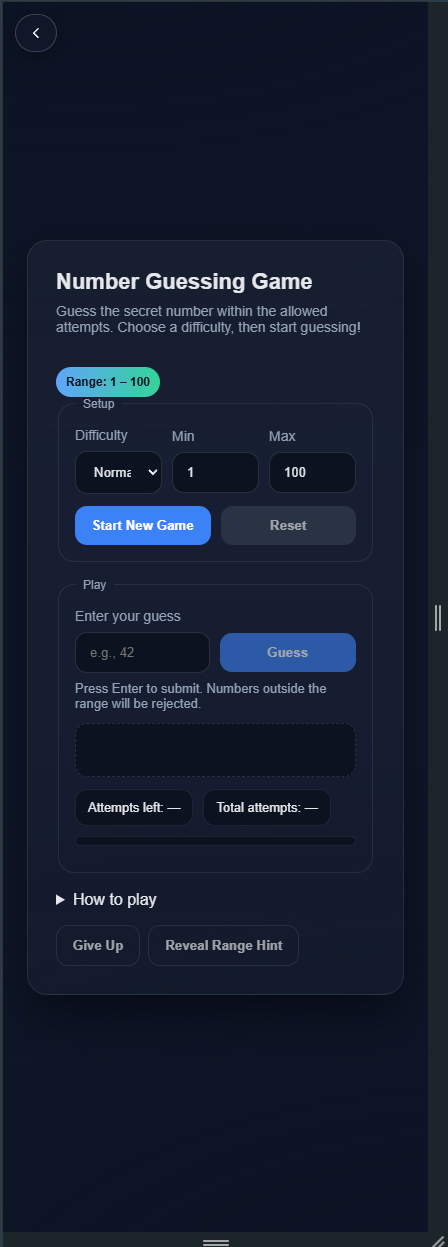 Number Guessing Game
Guess the secret number within the allowed
attempts. Choose a difficulty, then start guessing!
Range: 1 – 100
Setup
Difficulty Min Max
Norma 1 100
Start New Game Reset
Play
Enter your guess
e.g., 42 Guess
Press Enter to submit. Numbers outside the
range will be rejected.
Attempts left: — Total attempts: —
How to play
Give Up Reveal Range Hint